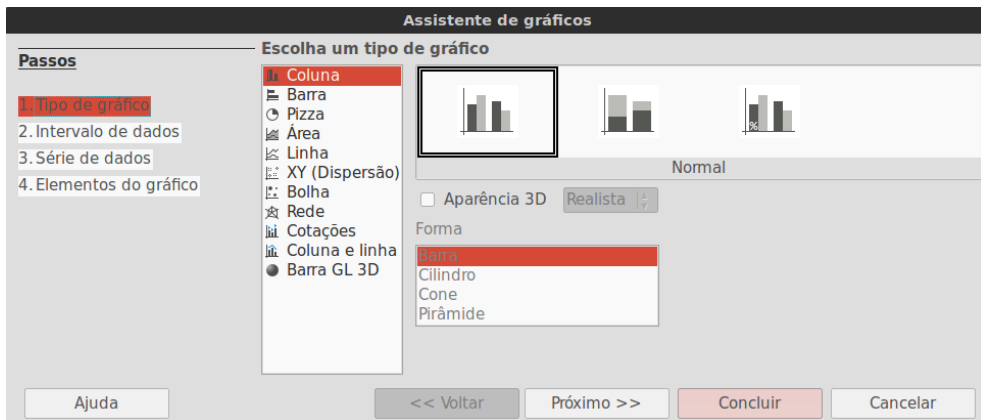 Assistente de gráficos
Passos
1. Tipo de gráfico
2. Intervalo de dados
3. Série de dados
4. Elementos do gráfico
Escolha um tipo de gráfico
Coluna
Barra
Pizza
Área
Linha
XY (Dispersão)
Bolha
Rede
Cotações
Coluna e linha
Barra GL 3D
%
Normal
Aparência 3D
Realista
Forma
Barra
Cilindro
Cone
Pirâmide
Ajuda
<< Voltar
Próximo >>
Concluir
Cancelar